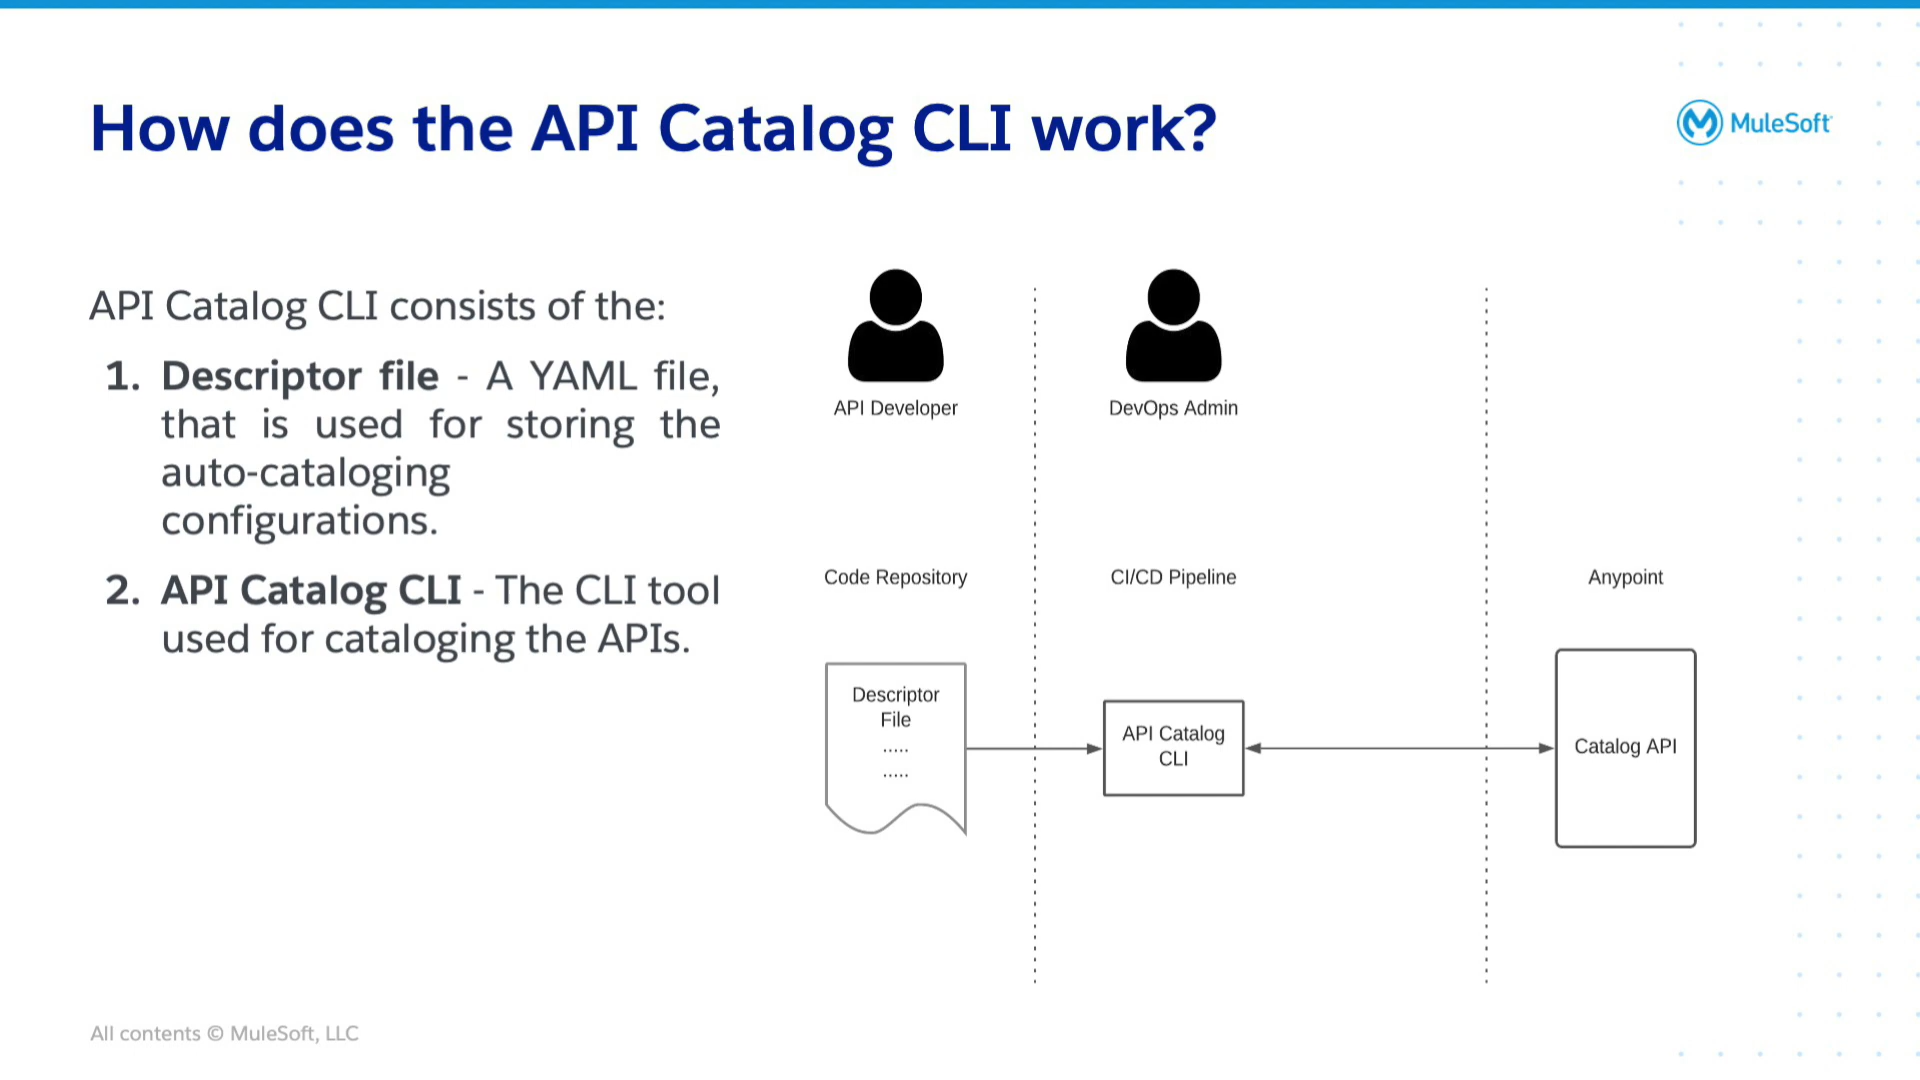 How does the API Catalog CLI work?
MuleSoft
API Catalog CLI consists of the:
1. Descriptor file - A YAML file,
that is used for storing the
auto-cataloging
configurations.
2. API Catalog CLI - The CLI tool
used for cataloging the APIs.
API Developer
DevOps Admin
Code Repository
CI/CD Pipeline
Anypoint
Descriptor
File
.....
.....
API Catalog
CLI
Catalog API
All contents © MuleSoft, LLC